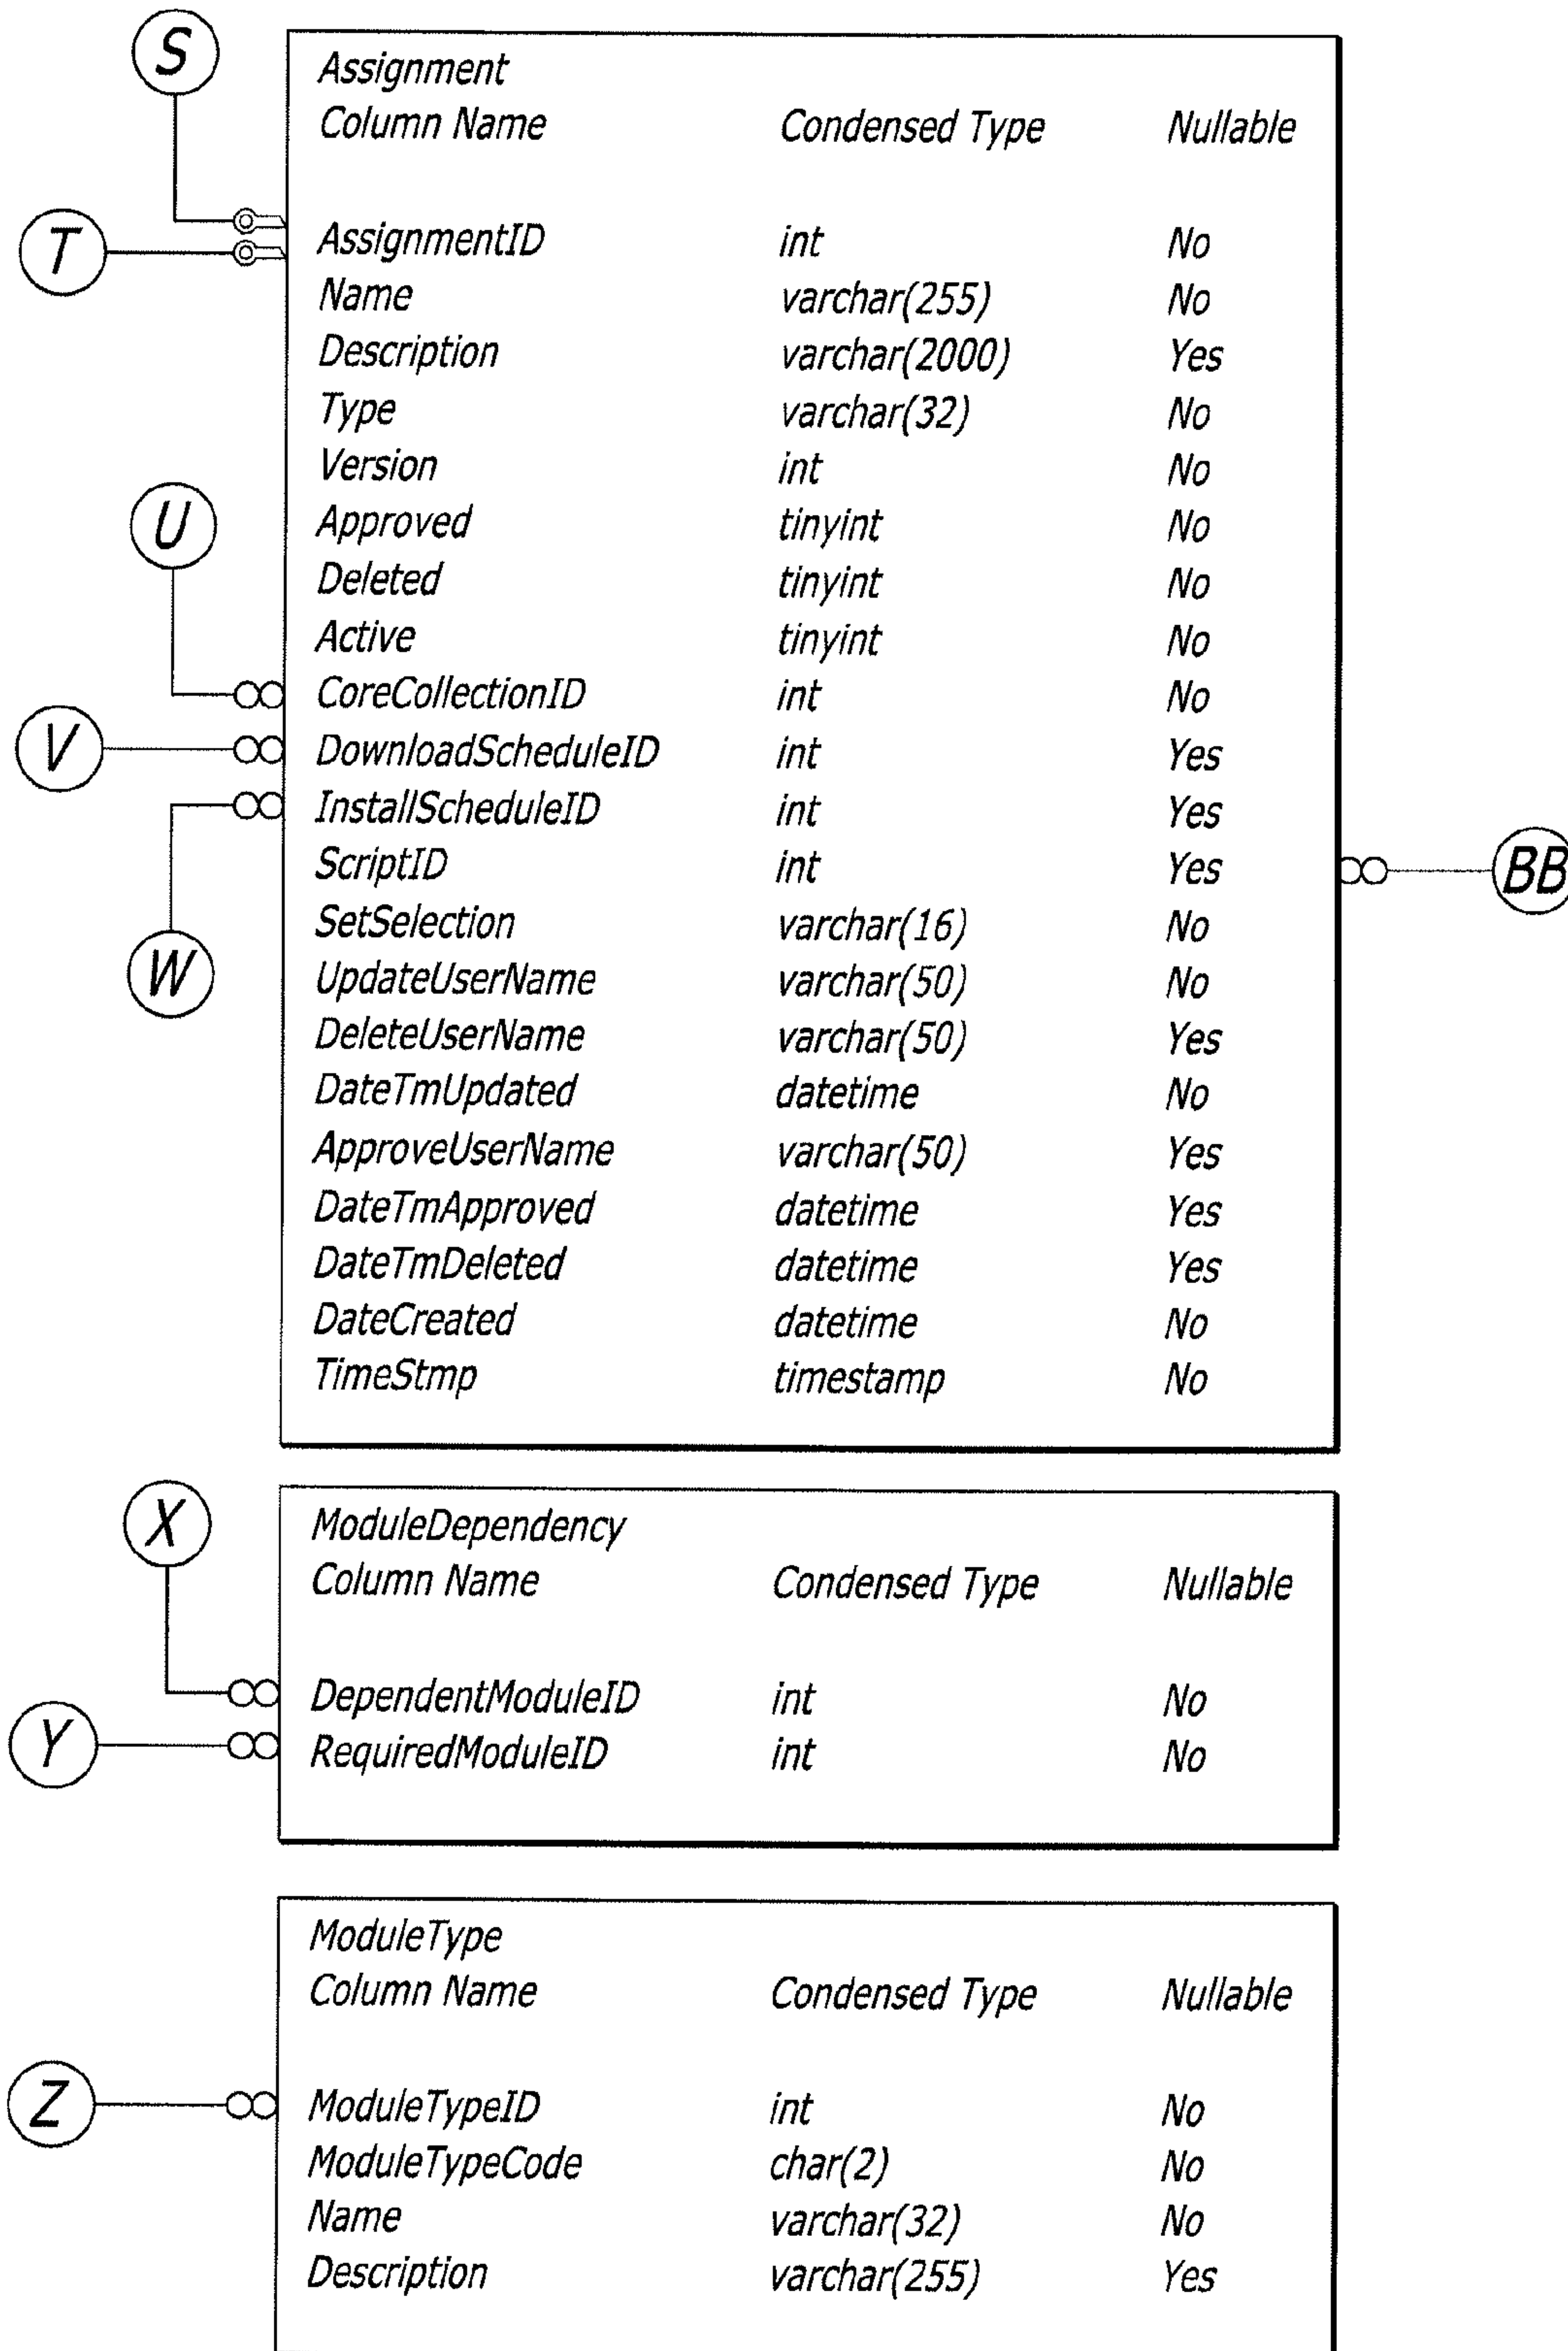 S
Assignment
Column Name Condensed Type Nullable
T
AssignmentID int No
Name varchar(255) No
Description varchar(2000) Yes
Type varchar(32) No
Version int No
U
Approved tinyint No
Deleted tinyint No
Active tinyint No
CoreCollectionID int No
V
DownloadScheduleID int Yes
InstallScheduleID int Yes
ScriptID int Yes
BB
SetSelection varchar(16) No
W
UpdateUserName varchar(50) No
DeleteUserName varchar(50) Yes
DateTmUpdated datetime No
ApproveUserName varchar(50) Yes
DateTmApproved datetime Yes
DateTmDeleted datetime Yes
DateCreated datetime No
TimeStmp timestamp No
X
ModuleDependency
Column Name Condensed Type Nullable
DependentModuleID int No
Y
RequiredModuleID int No
ModuleType
Column Name Condensed Type Nullable
Z
ModuleTypeID int No
ModuleTypeCode char(2) No
Name varchar(32) No
Description varchar(255) Yes